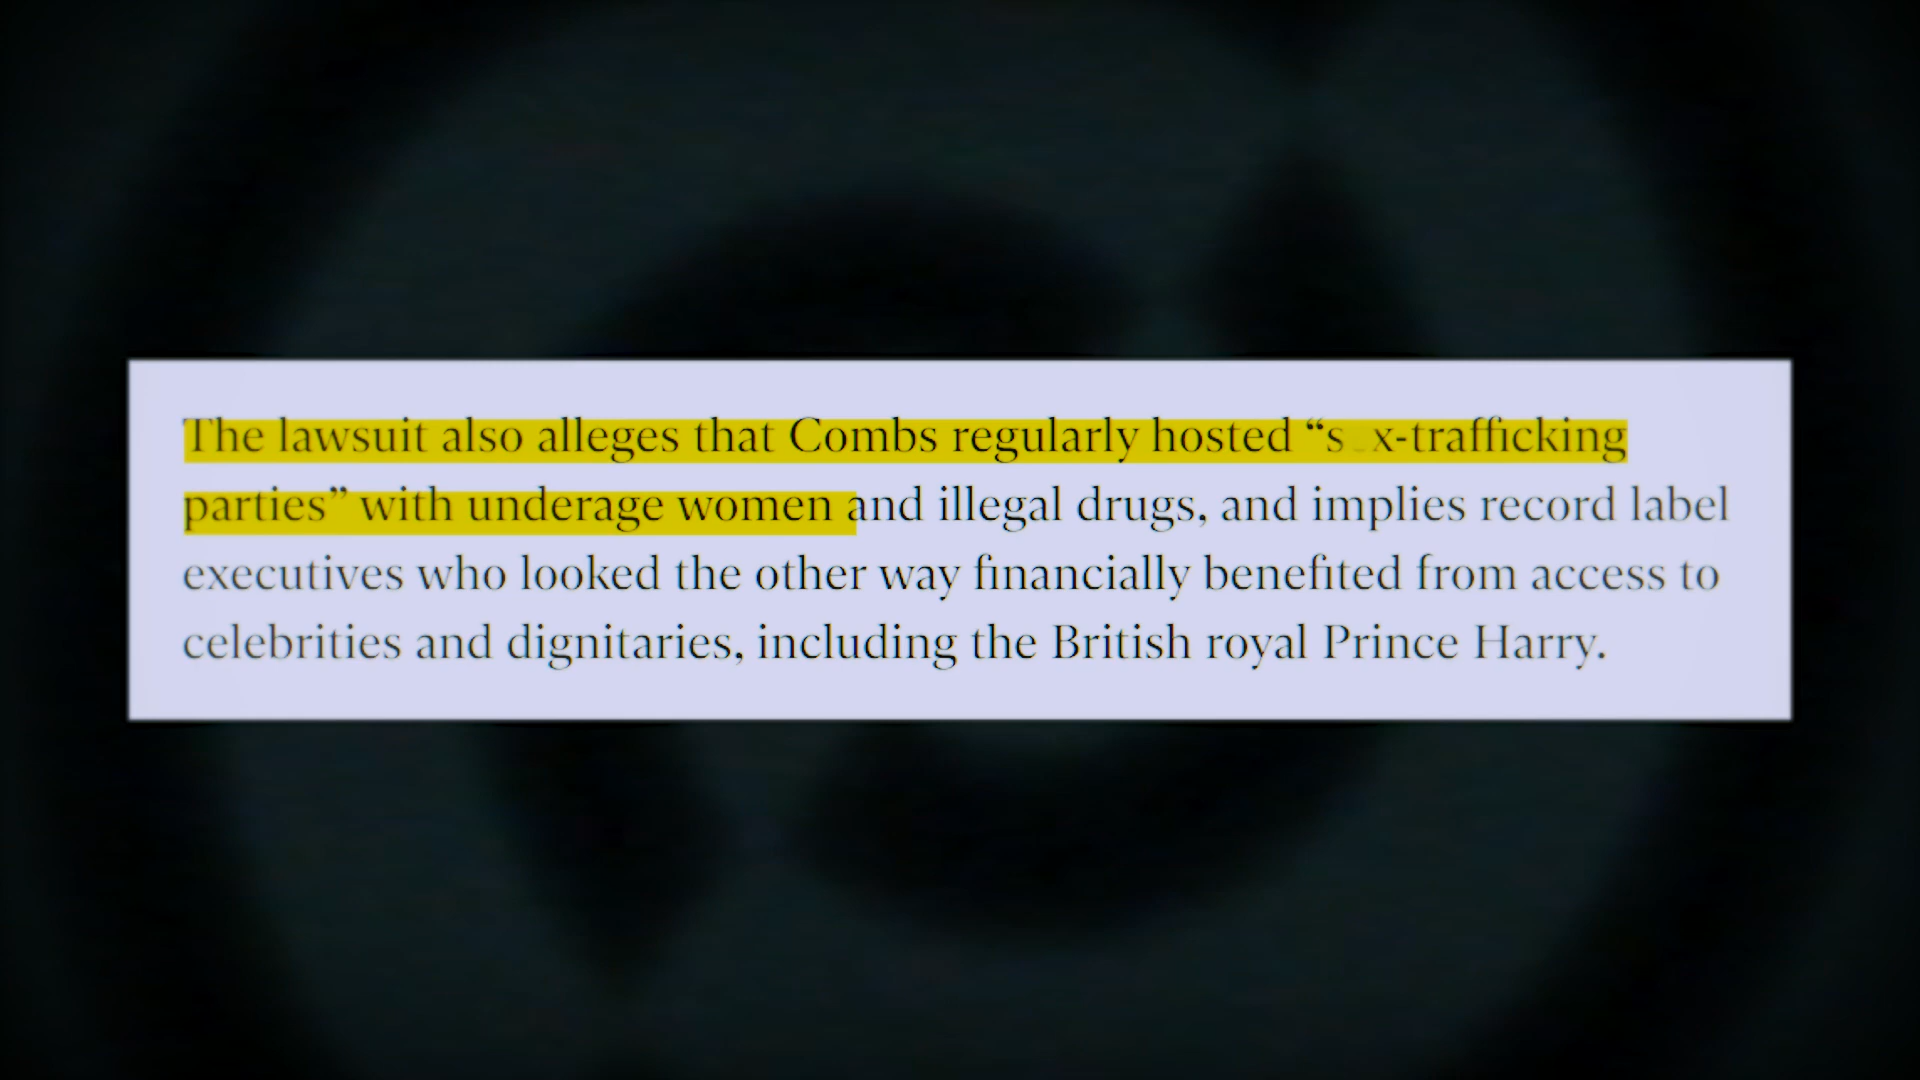 The lawsuit also alleges that Combs regularly hosted “s x-trafficking
parties” with underage women and illegal drugs, and implies record label
executives who looked the other way financially benefited from access to
celebrities and dignitaries, including the British royal Prince Harry.